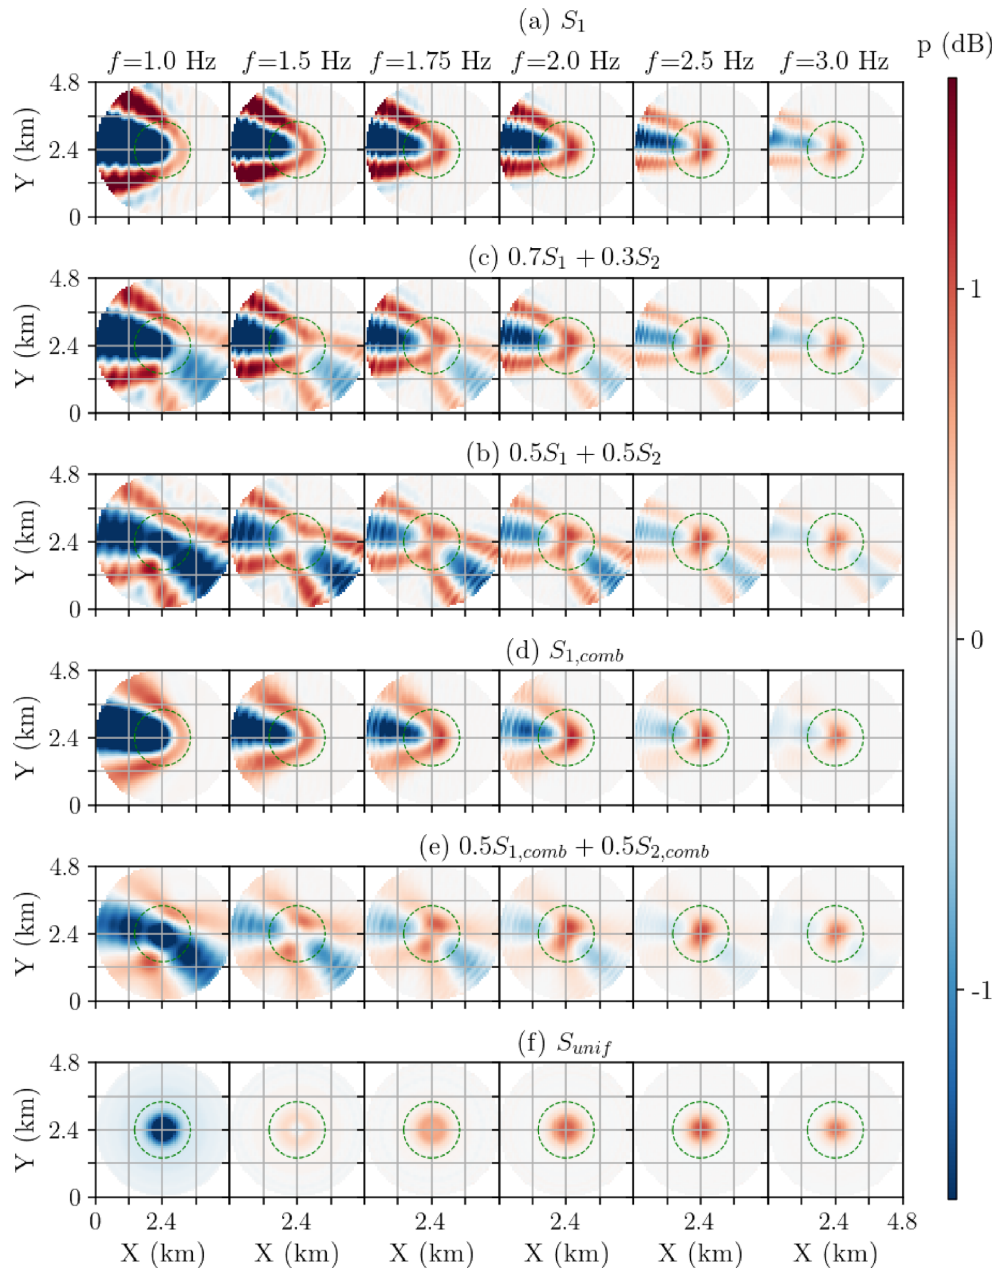 (a) S₁
p (dB)
f=1.0 Hz f=1.5 Hz f=1.75 Hz f=2.0 Hz f=2.5 Hz f=3.0 Hz
4.8
Y (km)
2.4
0
(c) 0.7S₁ + 0.3S₂
4.8
1
Y (km)
2.4
0
(b) 0.5S₁ + 0.5S₂
4.8
Y (km)
2.4
0
0
(d) S₁,comb
4.8
Y (km)
2.4
0
(e) 0.5S₁,comb + 0.5S₂,comb
4.8
Y (km)
2.4
-1
0
(f) Sunif
4.8
Y (km)
2.4
0
0 2.4 2.4 2.4 2.4 2.4 2.4 4.8
X (km) X (km) X (km) X (km) X (km) X (km)